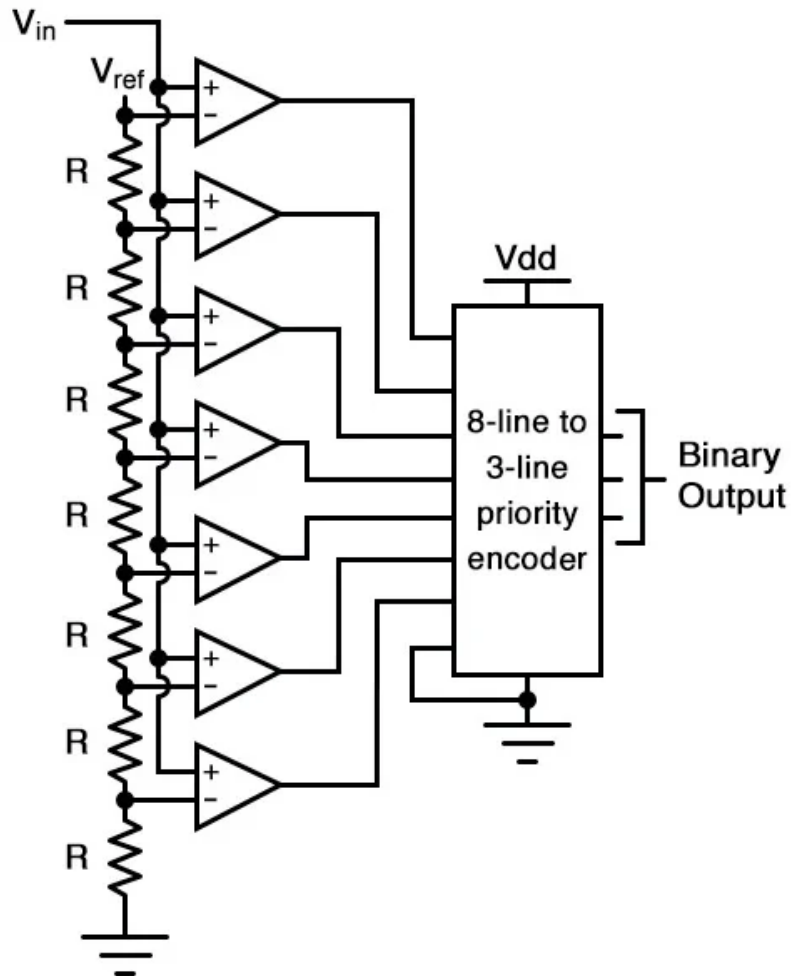 Vin
Vref
+
−
R
+
−
R
+
−
R
+
−
R
+
−
R
+
−
R
+
−
R
Vdd
8-line to
3-line
priority
encoder
Binary
Output